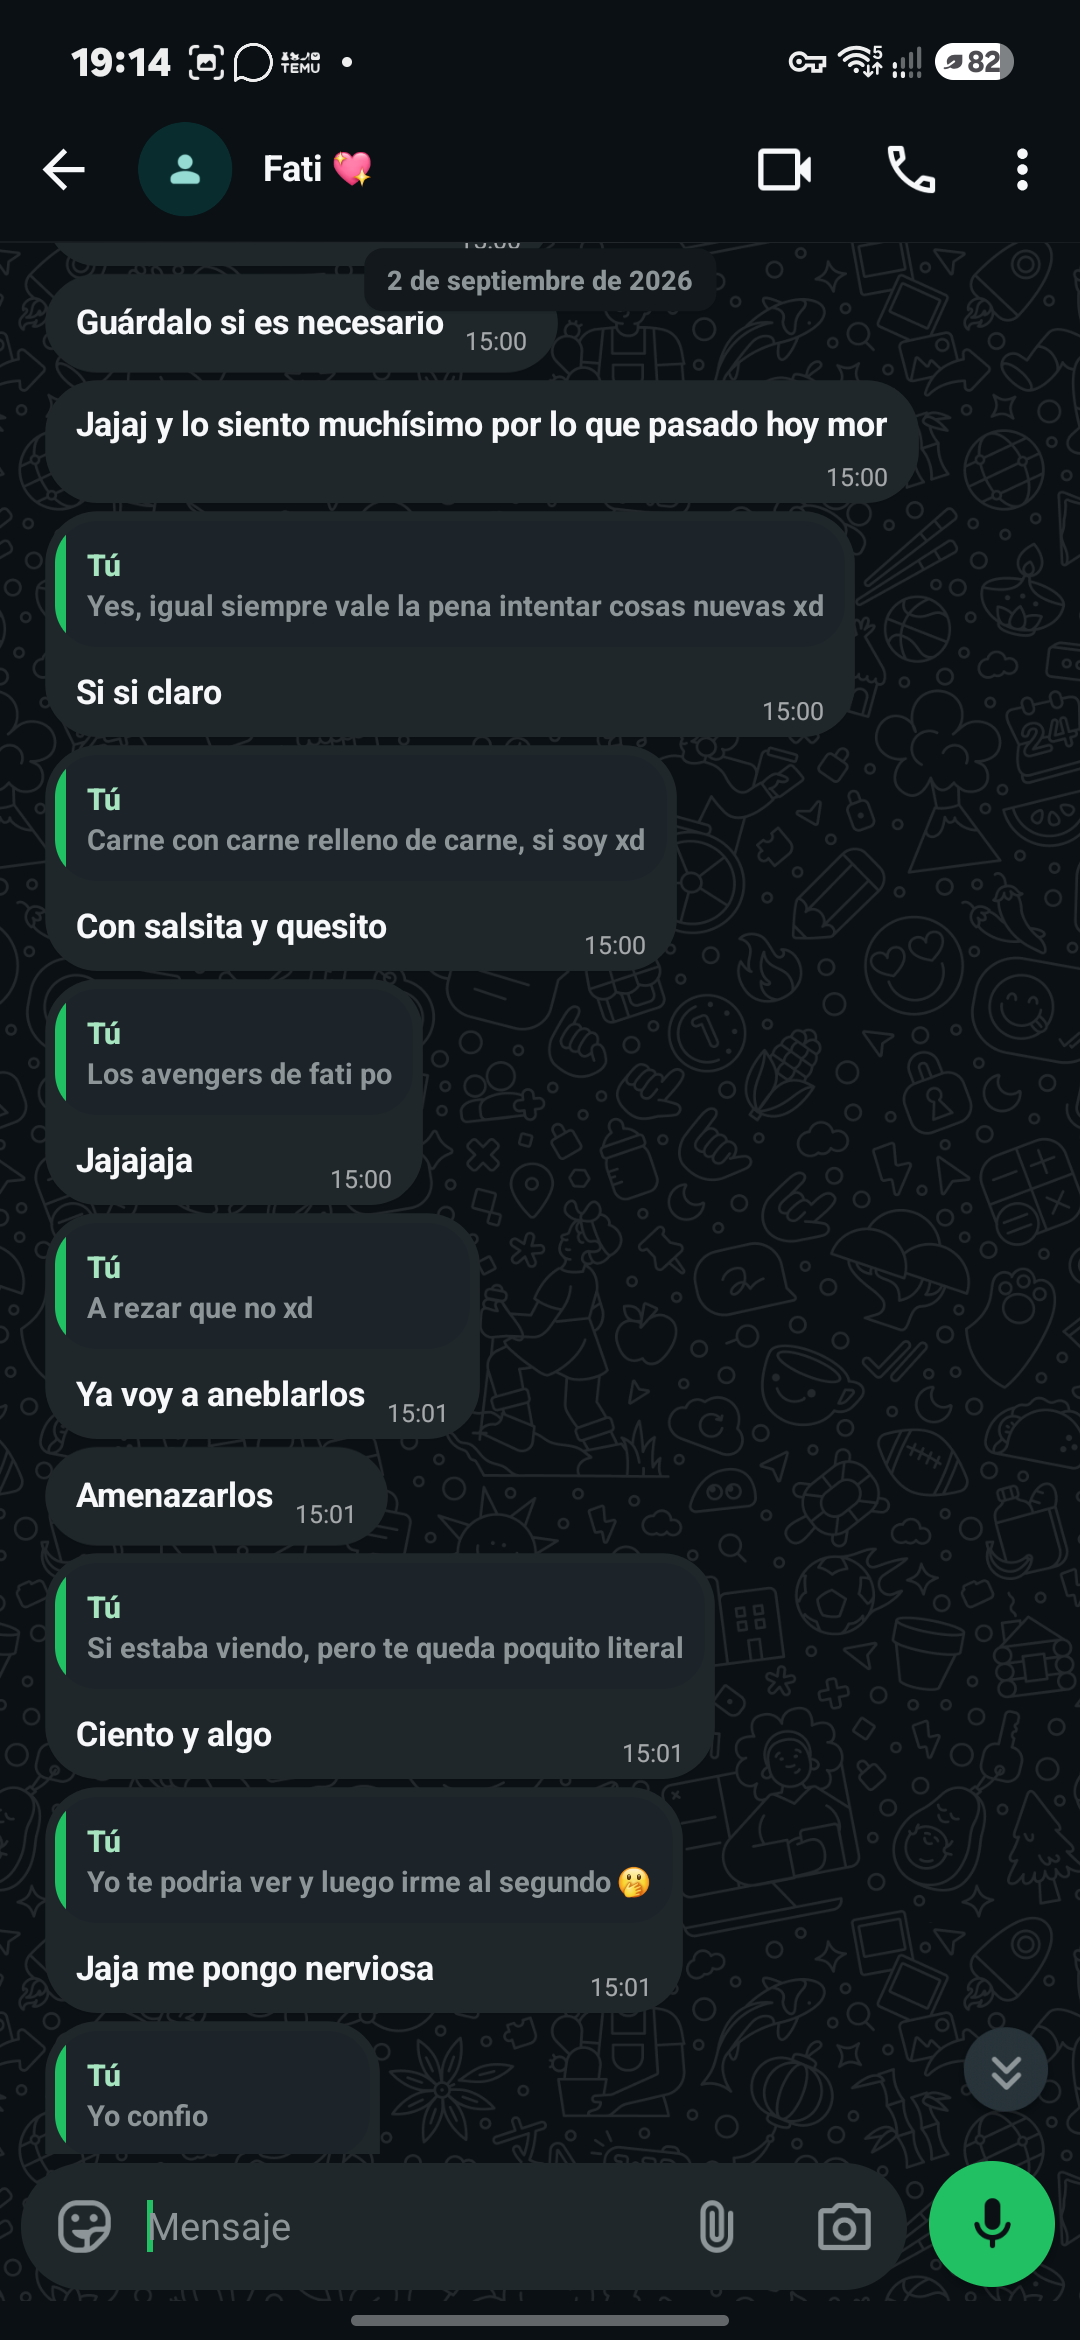 19:14
TEMU
5
82
Fati 💖
15:00
2 de septiembre de 2026
Guárdalo si es necesario
15:00
Jajaj y lo siento muchísimo por lo que pasado hoy mor
15:00
Tú
Yes, igual siempre vale la pena intentar cosas nuevas xd
Si si claro
15:00
Tú
Carne con carne relleno de carne, si soy xd
Con salsita y quesito
15:00
Tú
Los avengers de fati po
Jajajaja
15:00
Tú
A rezar que no xd
Ya voy a aneblarlos
15:01
Amenazarlos
15:01
Tú
Si estaba viendo, pero te queda poquito literal
Ciento y algo
15:01
Tú
Yo te podria ver y luego irme al segundo 🫢
Jaja me pongo nerviosa
15:01
Tú
Yo confio
Mensaje